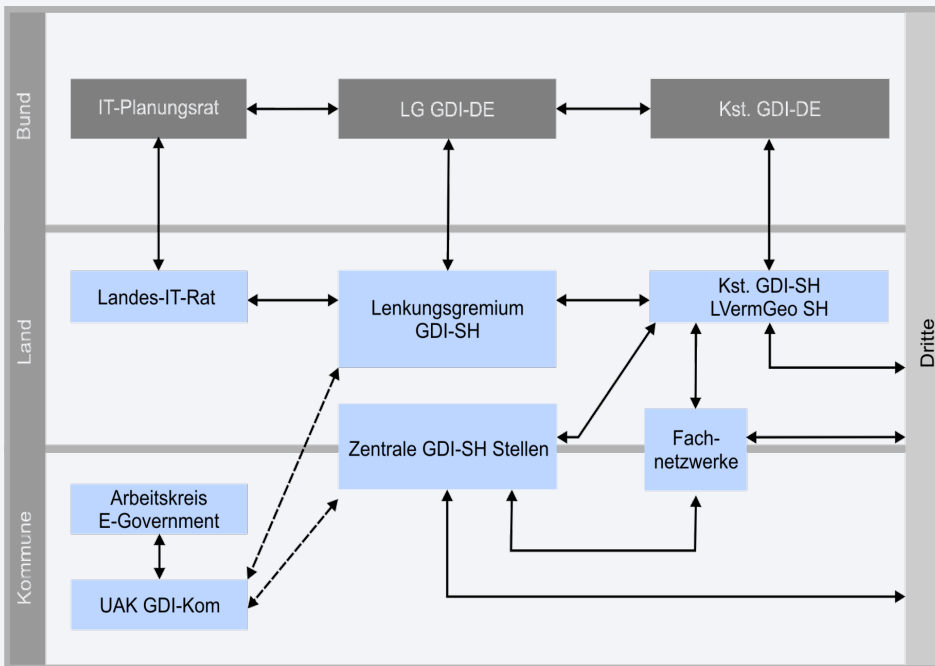 Bund
IT-Planungsrat
LG GDI-DE
Kst. GDI-DE
Land
Landes-IT-Rat
Lenkungsgremium
GDI-SH
Kst. GDI-SH
LVermGeo SH
Dritte
Zentrale GDI-SH Stellen
Fach-
netzwerke
Kommune
Arbeitskreis
E-Government
UAK GDI-Kom